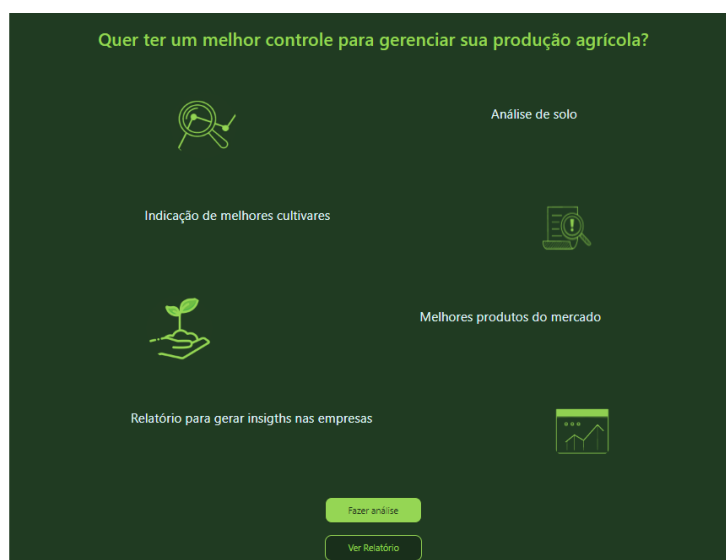 Quer ter um melhor controle para gerenciar sua produção agrícola?
Análise de solo
Indicação de melhores cultivares
Melhores produtos do mercado
Relatório para gerar insigths nas empresas
Fazer análise
Ver Relatório